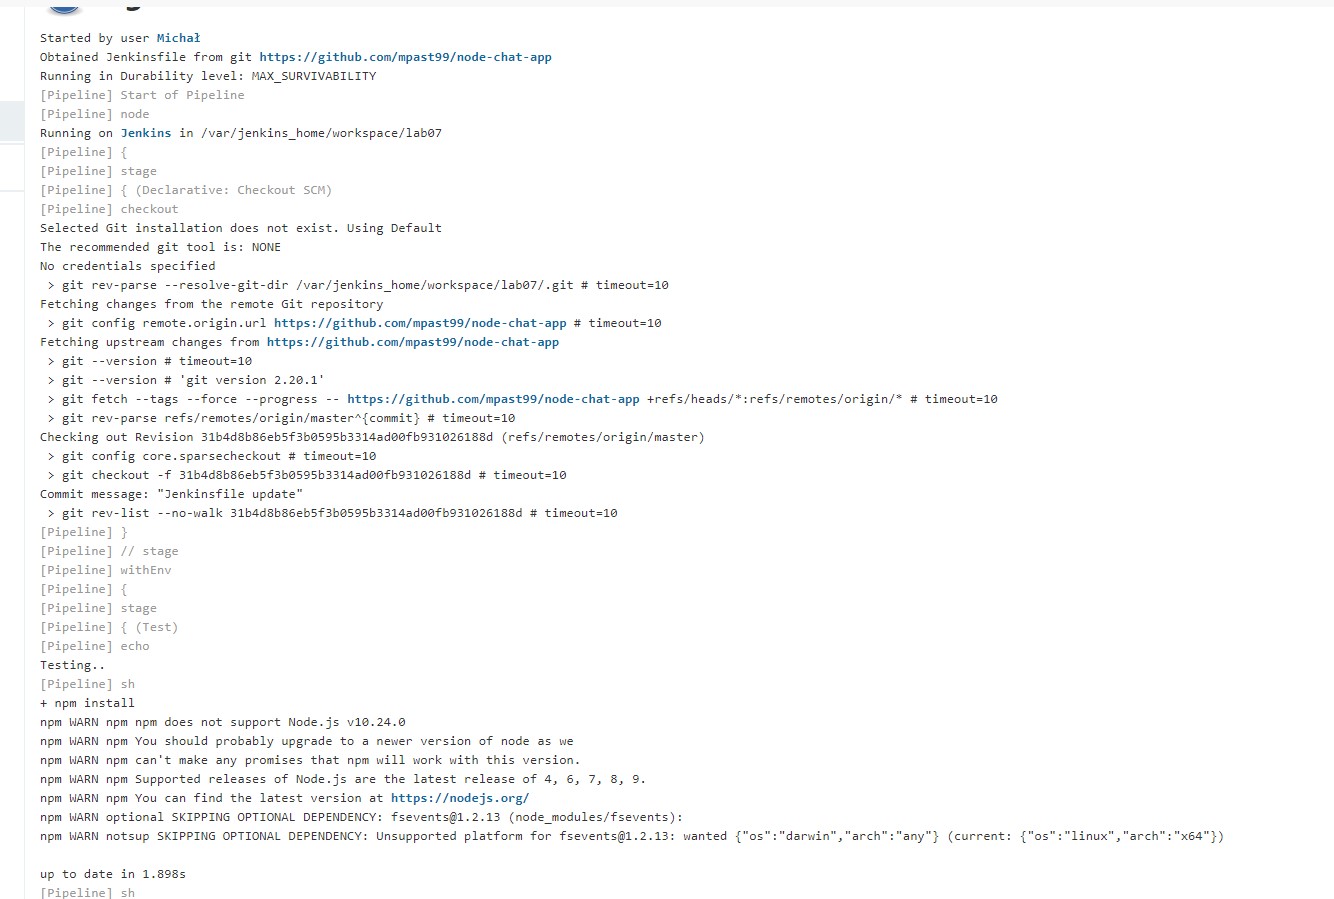 Started by user Michał
Obtained Jenkinsfile from git https://github.com/mpast99/node-chat-app
Running in Durability level: MAX_SURVIVABILITY
[Pipeline] Start of Pipeline
[Pipeline] node
Running on Jenkins in /var/jenkins_home/workspace/lab07
[Pipeline] {
[Pipeline] stage
[Pipeline] { (Declarative: Checkout SCM)
[Pipeline] checkout
Selected Git installation does not exist. Using Default
The recommended git tool is: NONE
No credentials specified
 > git rev-parse --resolve-git-dir /var/jenkins_home/workspace/lab07/.git # timeout=10
Fetching changes from the remote Git repository
 > git config remote.origin.url https://github.com/mpast99/node-chat-app # timeout=10
Fetching upstream changes from https://github.com/mpast99/node-chat-app
 > git --version # timeout=10
 > git --version # 'git version 2.20.1'
 > git fetch --tags --force --progress -- https://github.com/mpast99/node-chat-app +refs/heads/*:refs/remotes/origin/* # timeout=10
 > git rev-parse refs/remotes/origin/master^{commit} # timeout=10
Checking out Revision 31b4d8b86eb5f3b0595b3314ad00fb931026188d (refs/remotes/origin/master)
 > git config core.sparsecheckout # timeout=10
 > git checkout -f 31b4d8b86eb5f3b0595b3314ad00fb931026188d # timeout=10
Commit message: "Jenkinsfile update"
 > git rev-list --no-walk 31b4d8b86eb5f3b0595b3314ad00fb931026188d # timeout=10
[Pipeline] }
[Pipeline] // stage
[Pipeline] withEnv
[Pipeline] {
[Pipeline] stage
[Pipeline] { (Test)
[Pipeline] echo
Testing..
[Pipeline] sh
+ npm install
npm WARN npm npm does not support Node.js v10.24.0
npm WARN npm You should probably upgrade to a newer version of node as we
npm WARN npm can't make any promises that npm will work with this version.
npm WARN npm Supported releases of Node.js are the latest release of 4, 6, 7, 8, 9.
npm WARN npm You can find the latest version at https://nodejs.org/
npm WARN optional SKIPPING OPTIONAL DEPENDENCY: fsevents@1.2.13 (node_modules/fsevents):
npm WARN notsup SKIPPING OPTIONAL DEPENDENCY: Unsupported platform for fsevents@1.2.13: wanted {"os":"darwin","arch":"any"} (current: {"os":"linux","arch":"x64"})
up to date in 1.898s
[Pipeline] sh